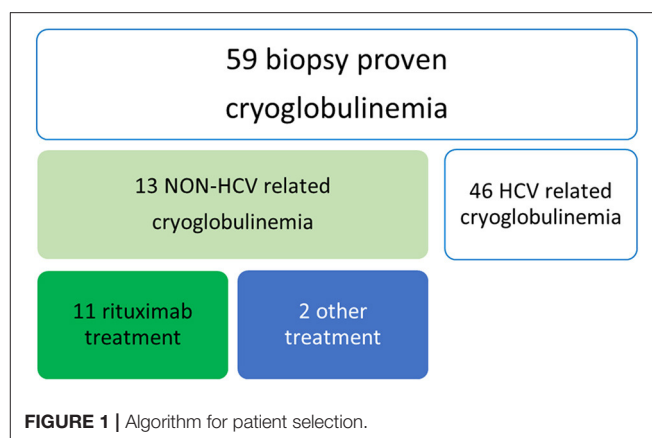 59 biopsy proven
cryoglobulinemia
13 NON-HCV related
cryoglobulinemia
46 HCV related
cryoglobulinemia
11 rituximab
treatment
2 other
treatment
FIGURE 1 | Algorithm for patient selection.